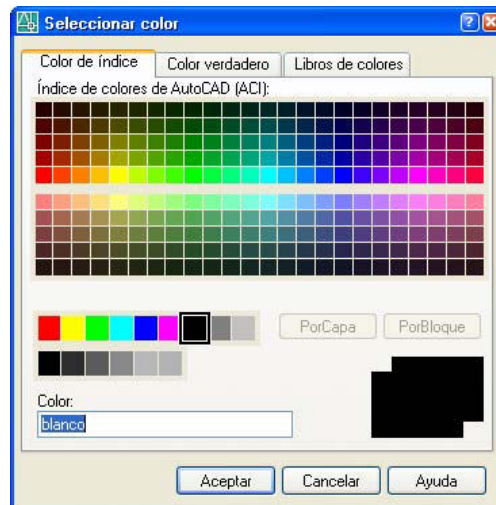 Seleccionar color
Color de índice Color verdadero Libros de colores
Índice de colores de AutoCAD (ACI):
PorCapa PorBloque
Color:
blanco
Aceptar Cancelar Ayuda